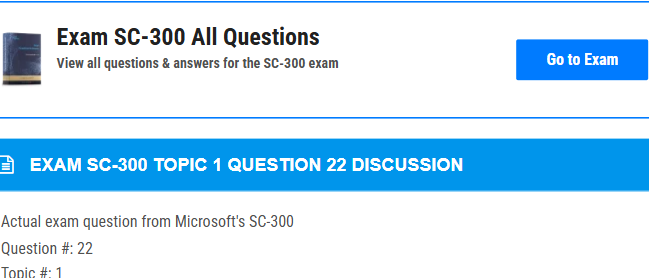 Exam SC-300 All Questions
View all questions & answers for the SC-300 exam
Go to Exam
EXAM SC-300 TOPIC 1 QUESTION 22 DISCUSSION
Actual exam question from Microsoft's SC-300
Question #: 22
Topic #: 1